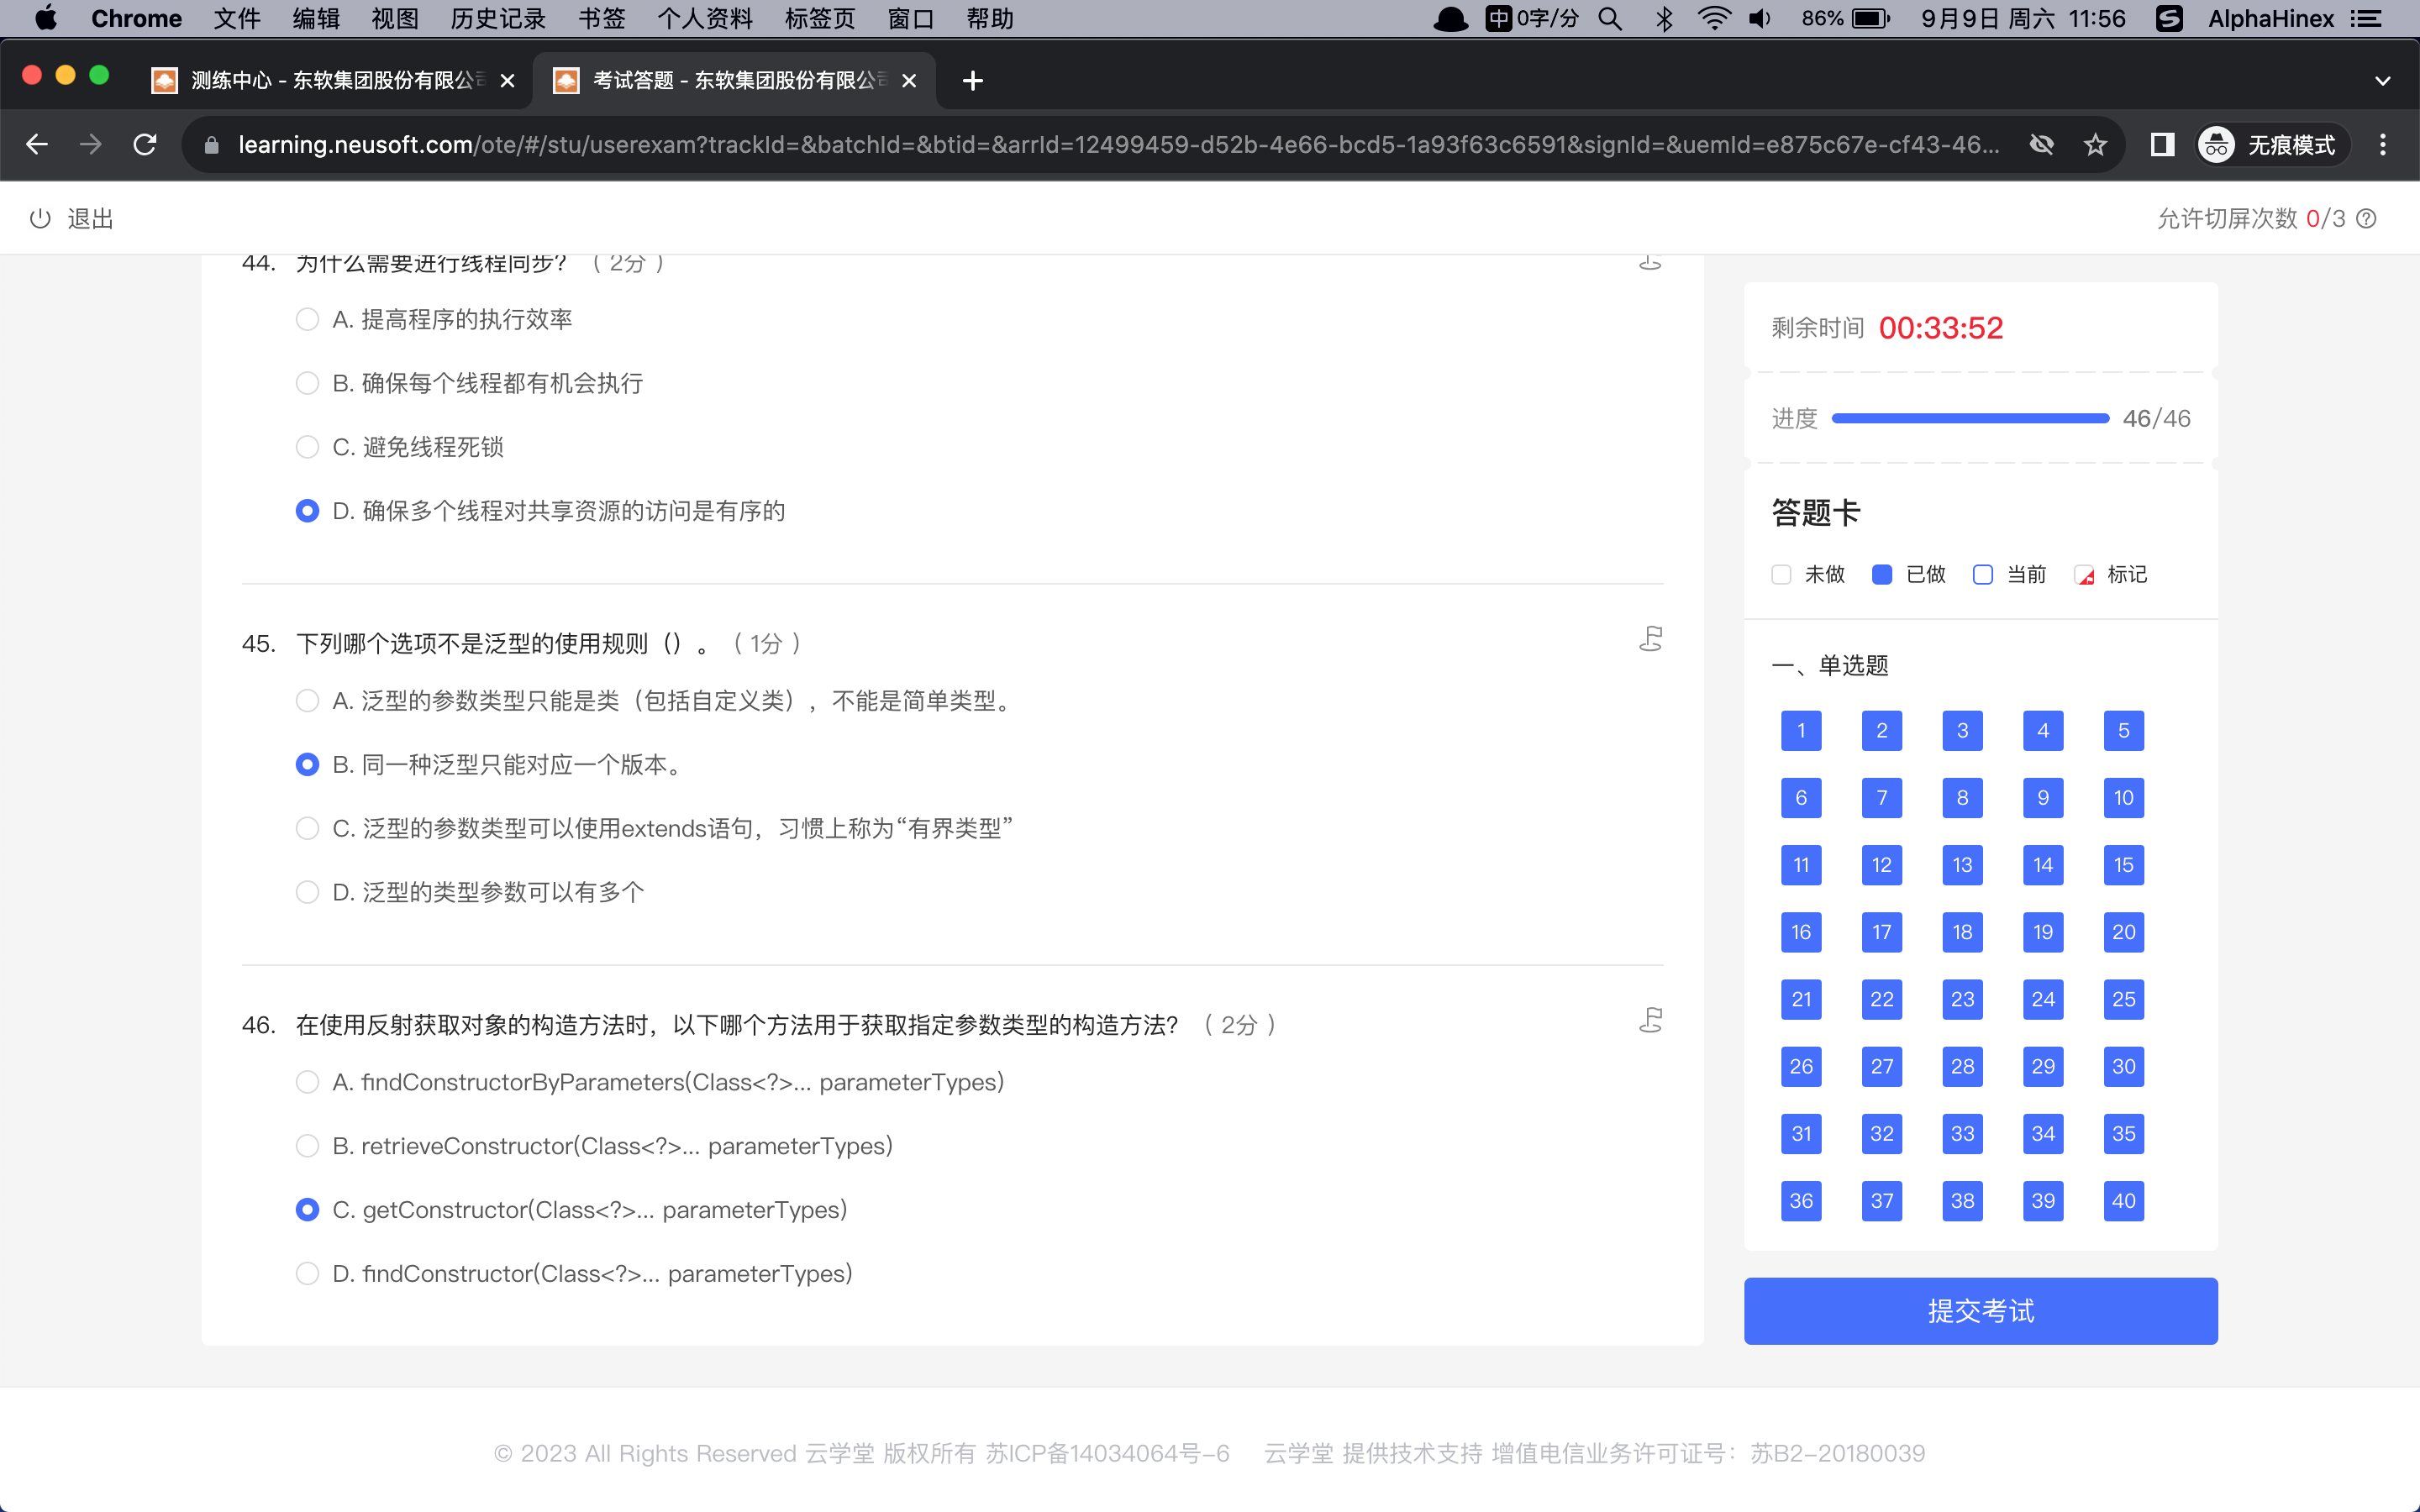 Chrome 文件 编辑 视图 历史记录 书签 个人资料 标签页 窗口 帮助 中 0字/分 86% 9月9日 周六 11:56 S AlphaHinex
测练中心 - 东软集团股份有限公司 考试答题 - 东软集团股份有限公司
learning.neusoft.com/ote/#/stu/userexam?trackId=&batchId=&btid=&arrId=12499459-d52b-4e66-bcd5-1a93f63c6591&signId=&uemId=e875c67e-cf43-46... 无痕模式
退出 允许切屏次数 0/3
44. 为什么需要进行线程同步? （ 2分 ）
A. 提高程序的执行效率
B. 确保每个线程都有机会执行
C. 避免线程死锁
D. 确保多个线程对共享资源的访问是有序的
45. 下列哪个选项不是泛型的使用规则（）。 （ 1分 ）
A. 泛型的参数类型只能是类（包括自定义类），不能是简单类型。
B. 同一种泛型只能对应一个版本。
C. 泛型的参数类型可以使用extends语句，习惯上称为“有界类型”
D. 泛型的类型参数可以有多个
46. 在使用反射获取对象的构造方法时，以下哪个方法用于获取指定参数类型的构造方法? （ 2分 ）
A. findConstructorByParameters(Class<?>... parameterTypes)
B. retrieveConstructor(Class<?>... parameterTypes)
C. getConstructor(Class<?>... parameterTypes)
D. findConstructor(Class<?>... parameterTypes)
剩余时间 00:33:52
进度 46/46
答题卡
未做 已做 当前 标记
一、单选题
1 2 3 4 5
6 7 8 9 10
11 12 13 14 15
16 17 18 19 20
21 22 23 24 25
26 27 28 29 30
31 32 33 34 35
36 37 38 39 40
提交考试
© 2023 All Rights Reserved 云学堂 版权所有 苏ICP备14034064号-6 云学堂 提供技术支持 增值电信业务许可证号：苏B2-20180039